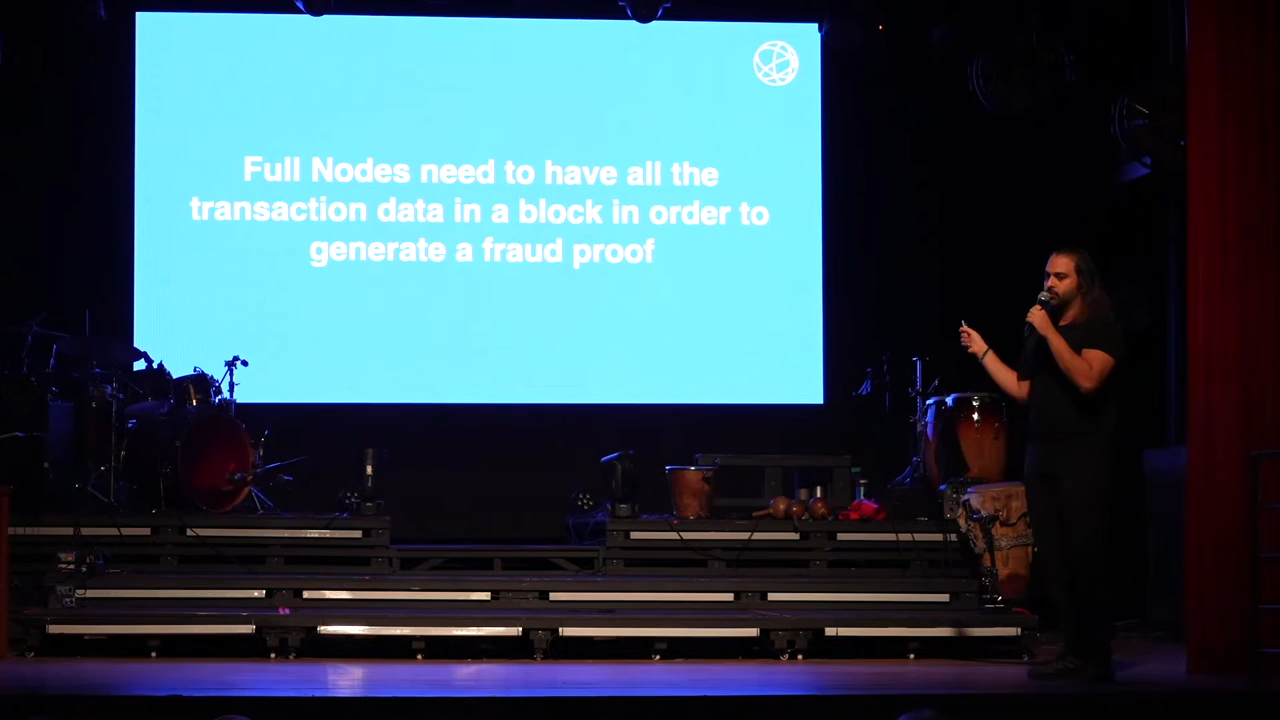 Full Nodes need to have all the
transaction data in a block in order to
generate a fraud proof